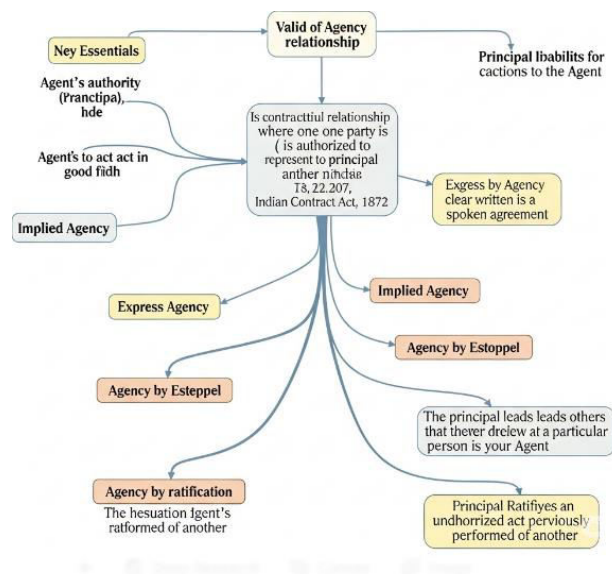 Valid of Agency
relationship
Ney Essentials
Principal liabilits for
cactions to the Agent
Agent's authority
(Pranctipa),
hde
Is contracttiul relationship
where one one party is
( is authorized to
represent to principal
anther
22.207,
Indian Contract Act, 1872
Agent's to act act in
good fidh
Exgess by Agency
clear written is a
spoken agreement
Implied Agency
Implied Agency
Express Agency
Agency by Estoppel
Agency by Esteppel
The principal leads leads others
that thever drelew at a particular
person is your Agent
Agency by ratification
The hesuation Igent's
ratformed of another
Principal Ratifiyes an
undhorrized act perviously
performed of another